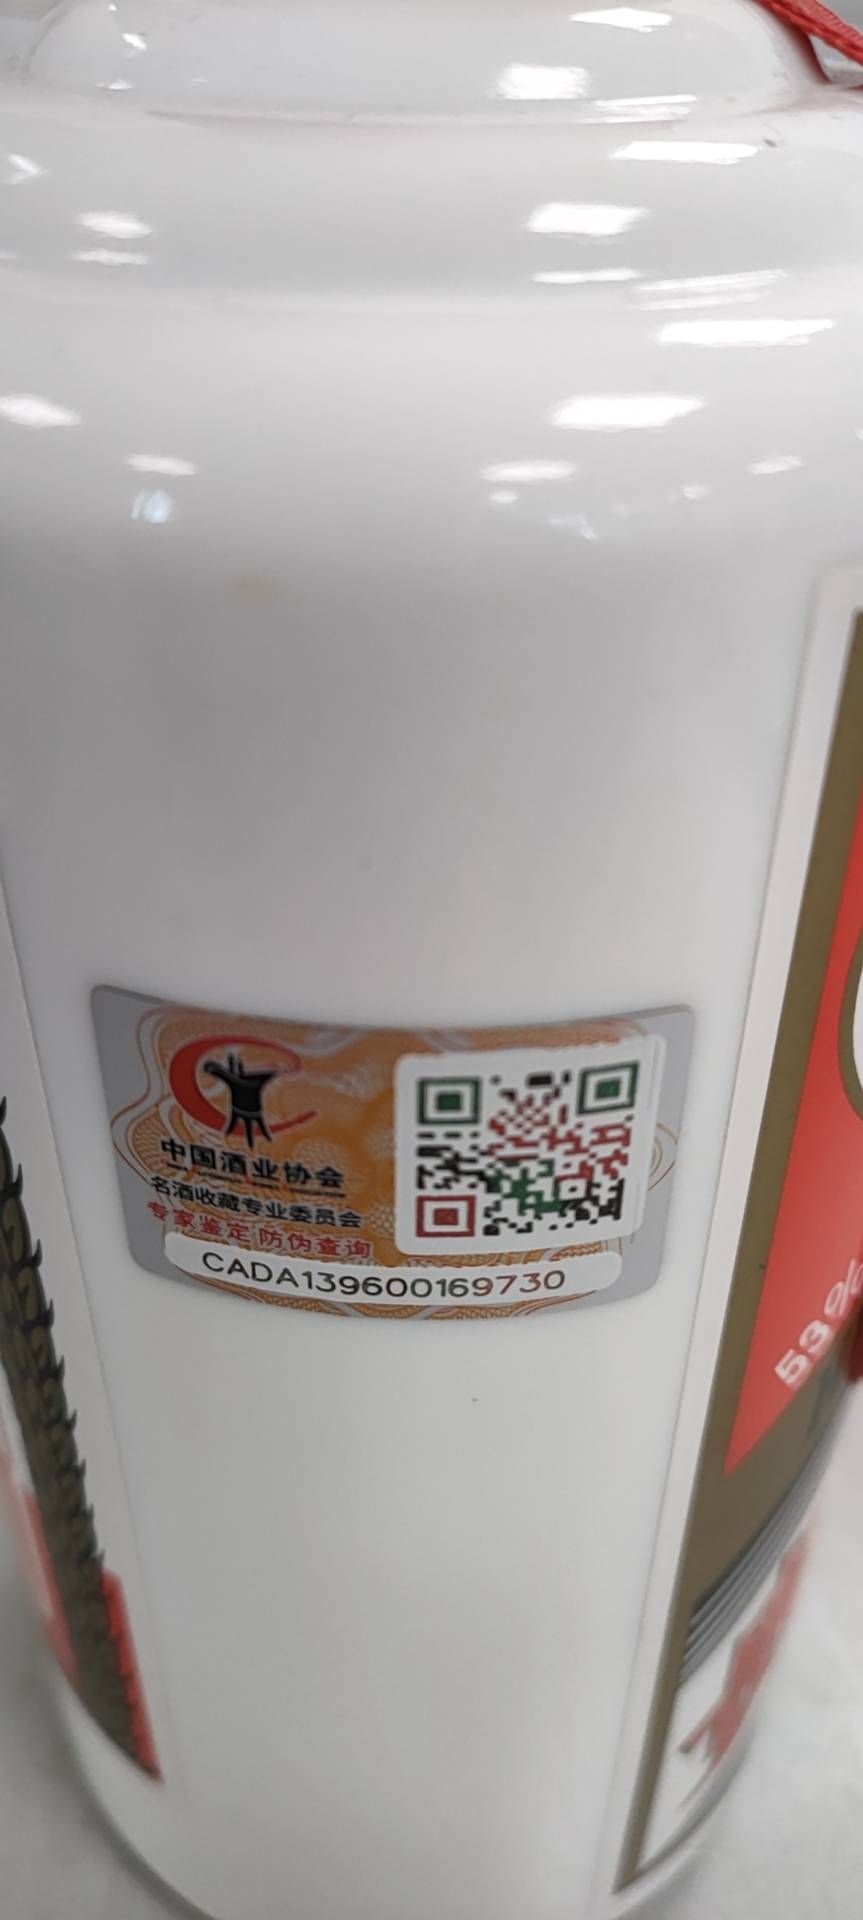 中国酒业协会
名酒收藏专业委员会
专家鉴定 防伪查询
CADA139600169730
53%